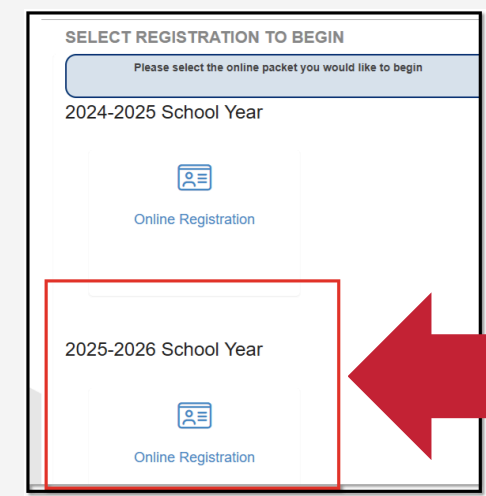 SELECT REGISTRATION TO BEGIN
Please select the online packet you would like to begin
2024-2025 School Year
Online Registration
2025-2026 School Year
Online Registration